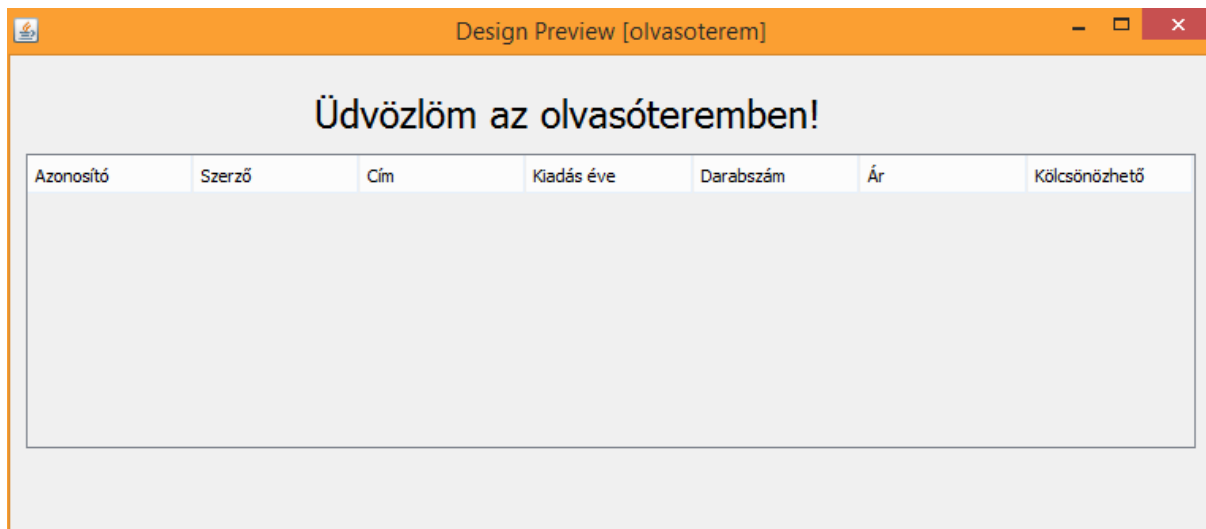 Design Preview [olvasoterem]
Üdvözlöm az olvasóteremben!
Azonosító Szerző Cím Kiadás éve Darabszám Ár Kölcsönözhető